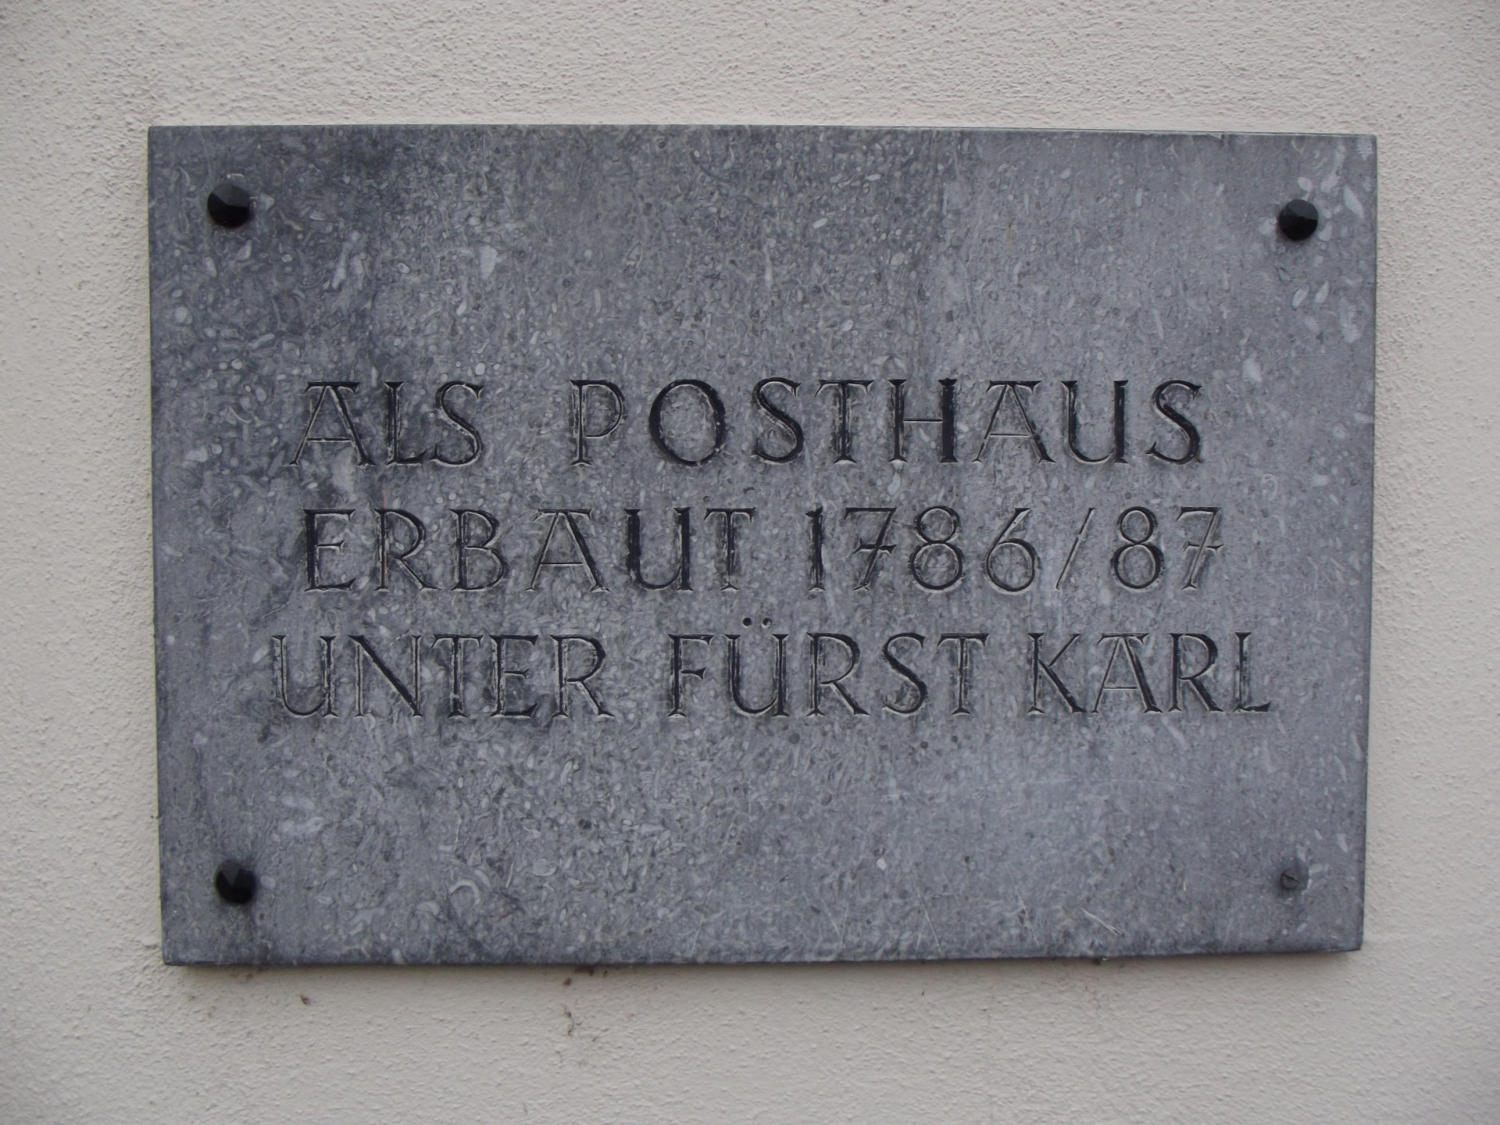 ALS POSTHAUS
ERBAUT 1786/87
UNTER FÜRST KARL